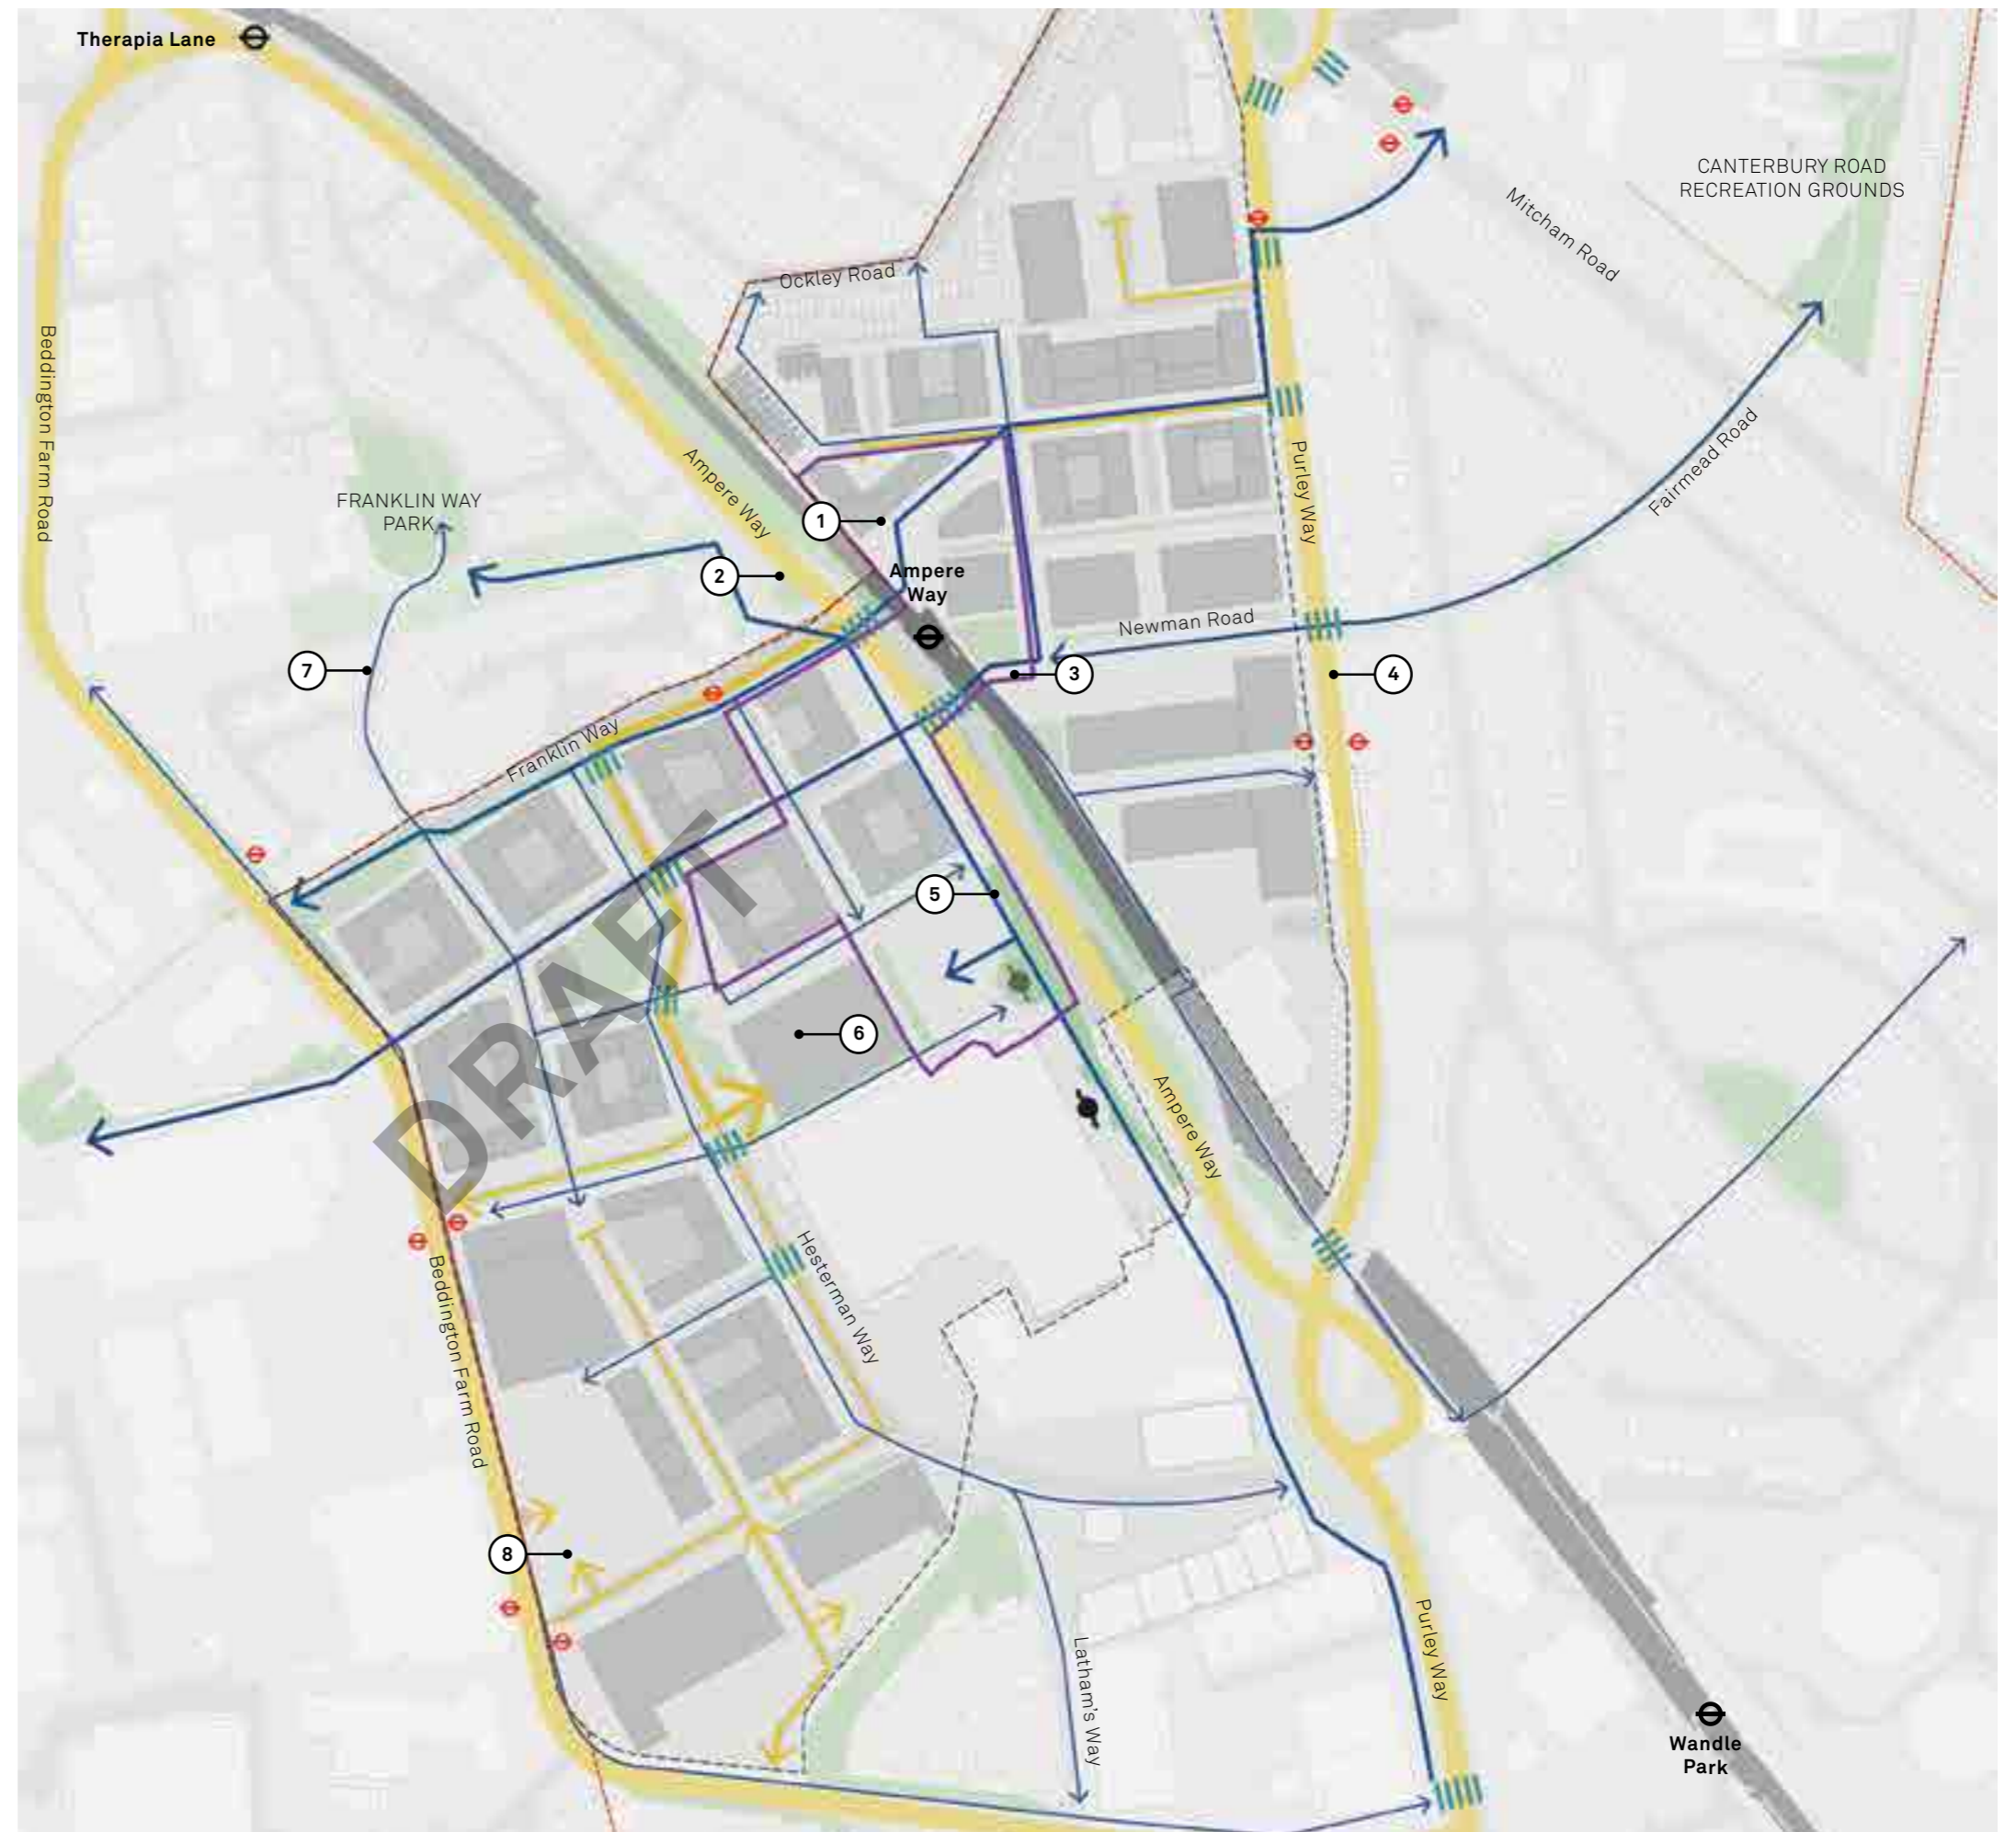 Therapia Lane
CANTERBURY ROAD
RECREATION GROUNDS
Mitcham Road
Ockley Road
Beddington Farm Road
Ampere Way
Purley Way
Fairmead Road
FRANKLIN WAY
PARK
1
2
Ampere
Way
Newman Road
7
3
4
Franklin Way
DRAFT
5
6
Ampere Way
Hesterman Way
Beddington Farm Road
8
Latham's Way
Purley Way
Wandle
Park